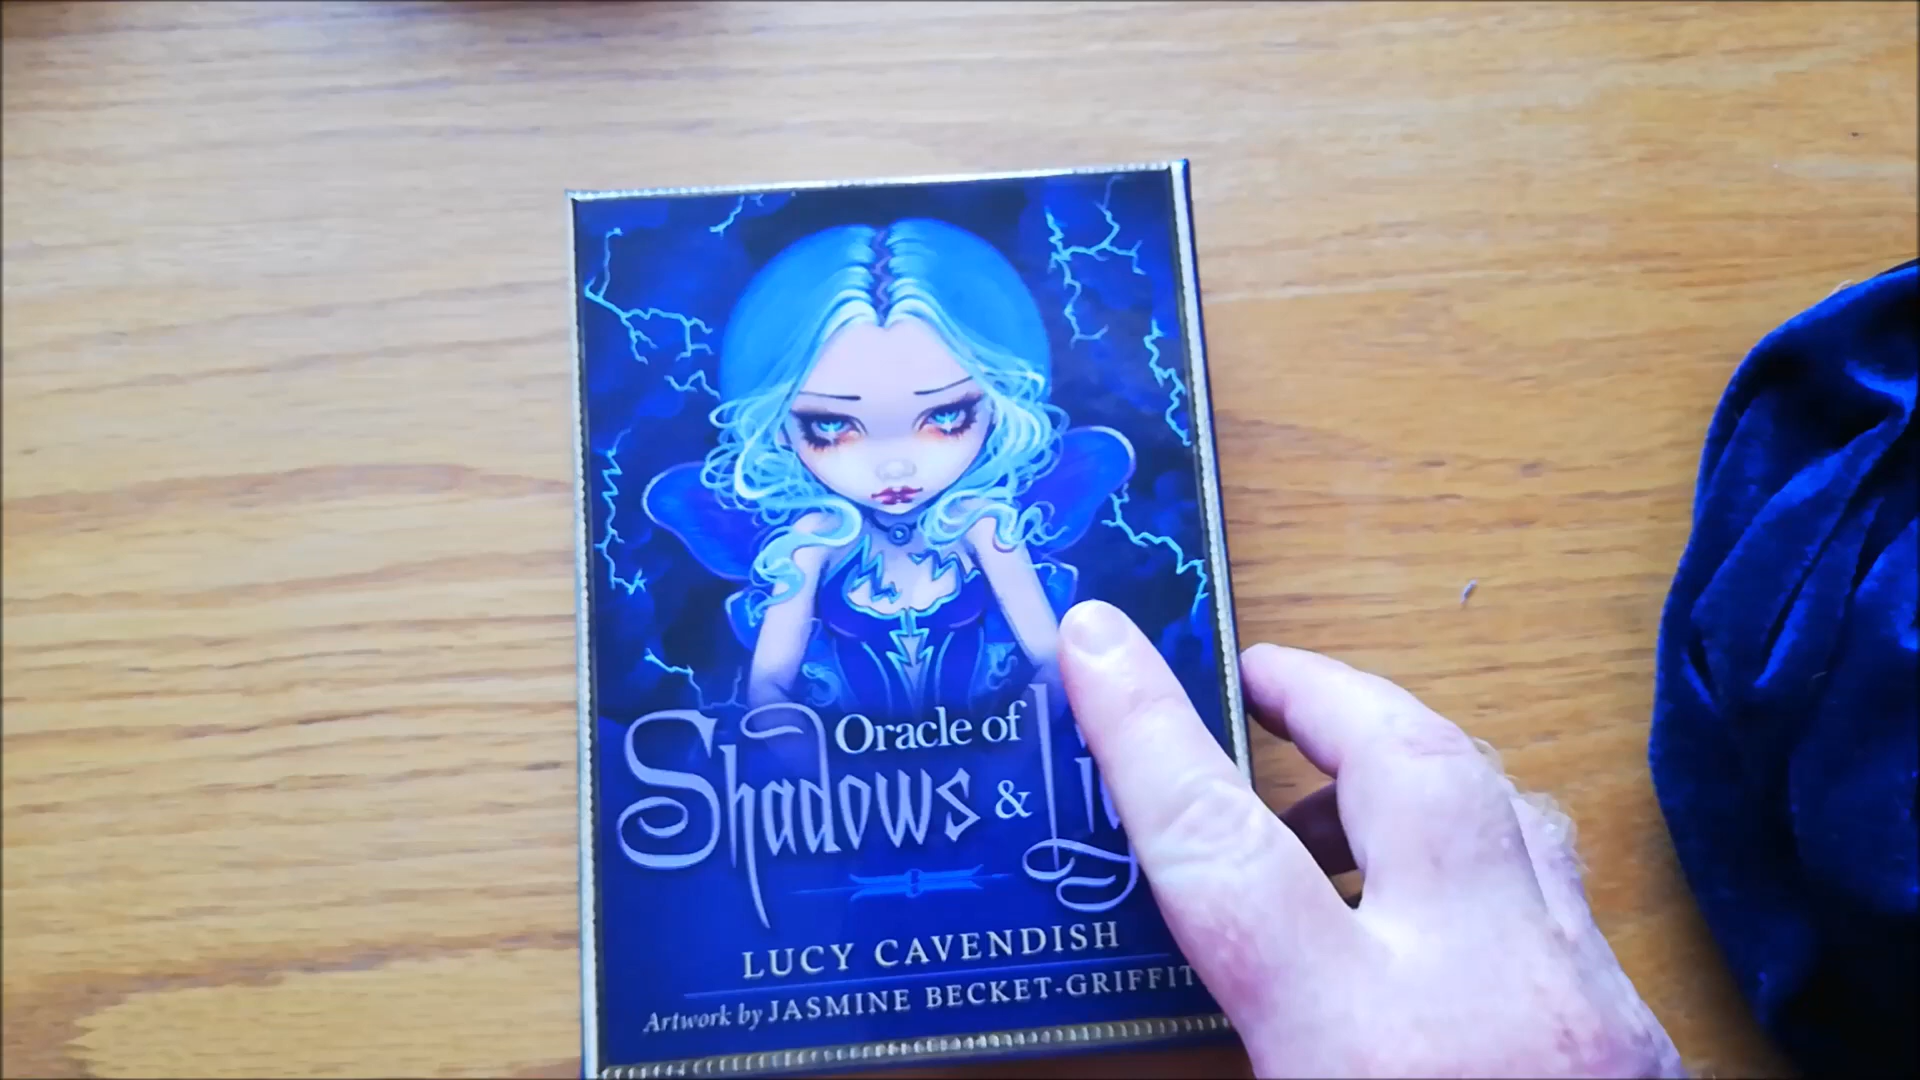 Oracle of
Shadows &
LUCY CAVENDISH
Artwork by JASMINE BECKET-GRIFFIT